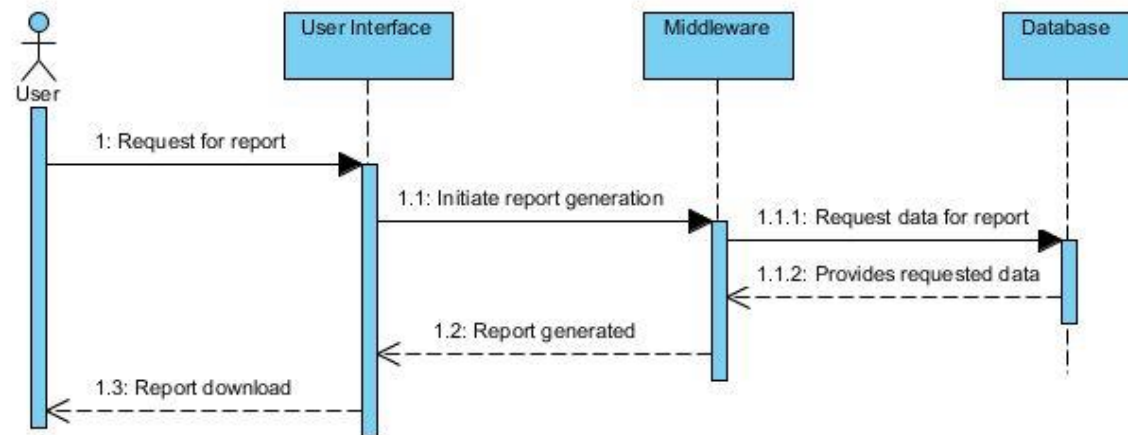 User Interface
Middleware
Database
User
1: Request for report
1.1: Initiate report generation
1.1.1: Request data for report
1.1.2: Provides requested data
1.2: Report generated
1.3: Report download